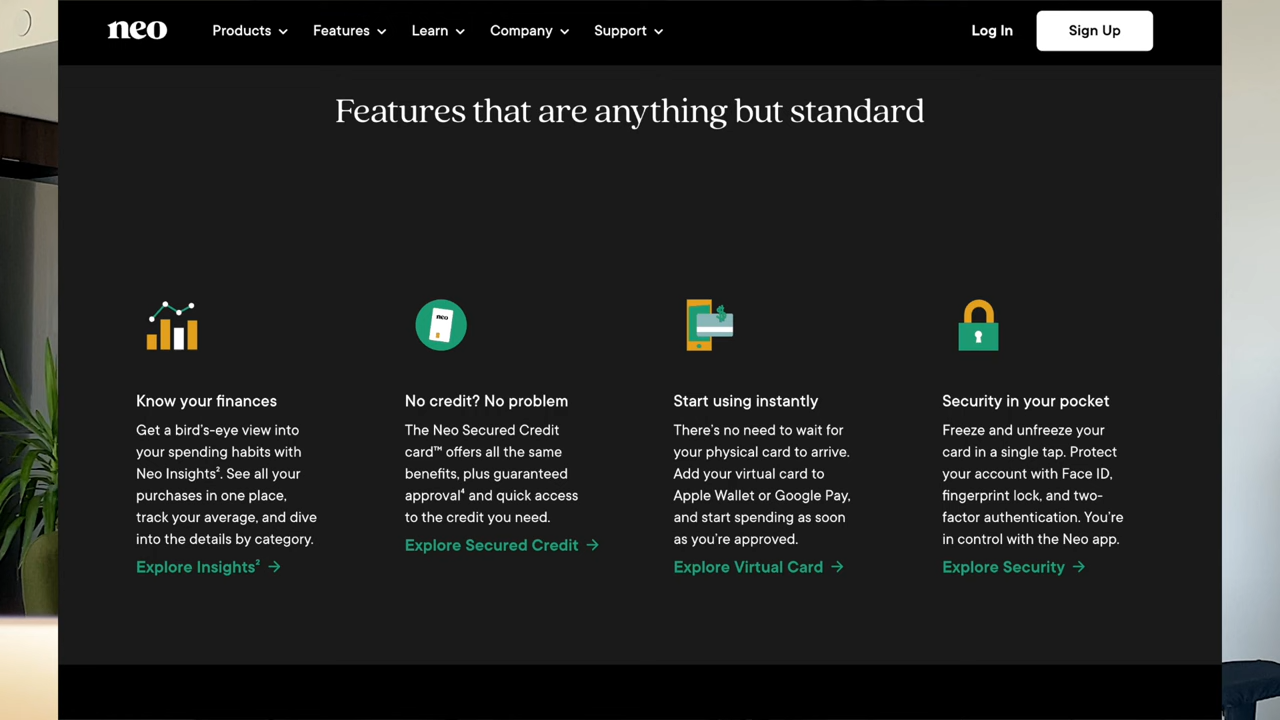 neo Products Features Learn Company Support Log In Sign Up
Features that are anything but standard
neo
Know your finances
Get a bird's-eye view into
your spending habits with
Neo Insights². See all your
purchases in one place,
track your average, and dive
into the details by category.
Explore Insights² →
No credit? No problem
The Neo Secured Credit
card™ offers all the same
benefits, plus guaranteed
approval⁴ and quick access
to the credit you need.
Explore Secured Credit →
Start using instantly
There's no need to wait for
your physical card to arrive.
Add your virtual card to
Apple Wallet or Google Pay,
and start spending as soon
as you're approved.
Explore Virtual Card →
Security in your pocket
Freeze and unfreeze your
card in a single tap. Protect
your account with Face ID,
fingerprint lock, and two-
factor authentication. You're
in control with the Neo app.
Explore Security →